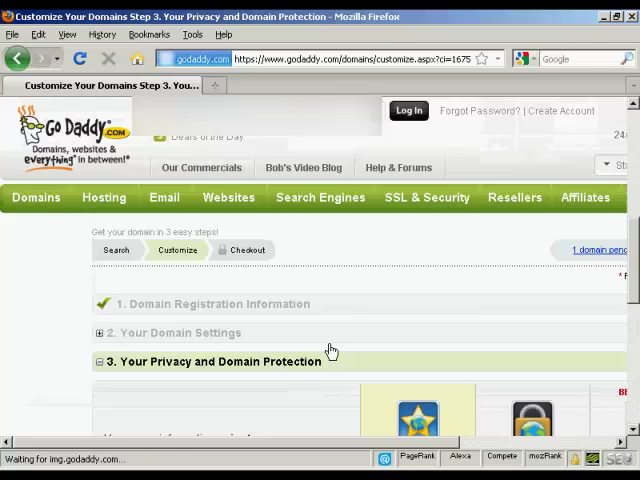 Customize Your Domains Step 3. Your Privacy and Domain Protection - Mozilla Firefox
File Edit View History Bookmarks Tools Help
godaddy.com https://www.godaddy.com/domains/customize.aspx?ci=1675 Google
Customize Your Domains Step 3. You...
Log In Forgot Password? | Create Account
Go Daddy .COM
Deals of the Day
Domains, websites &
everything* in between!*
Our Commercials Bob's Video Blog Help & Forums
Domains Hosting Email Websites Search Engines SSL & Security Resellers Affiliates
Get your domain in 3 easy steps!
Search Customize Checkout 1 domain pen
1. Domain Registration Information
2. Your Domain Settings
3. Your Privacy and Domain Protection
BE
Waiting for img.godaddy.com... PageRank Alexa Compete mozRank SEO